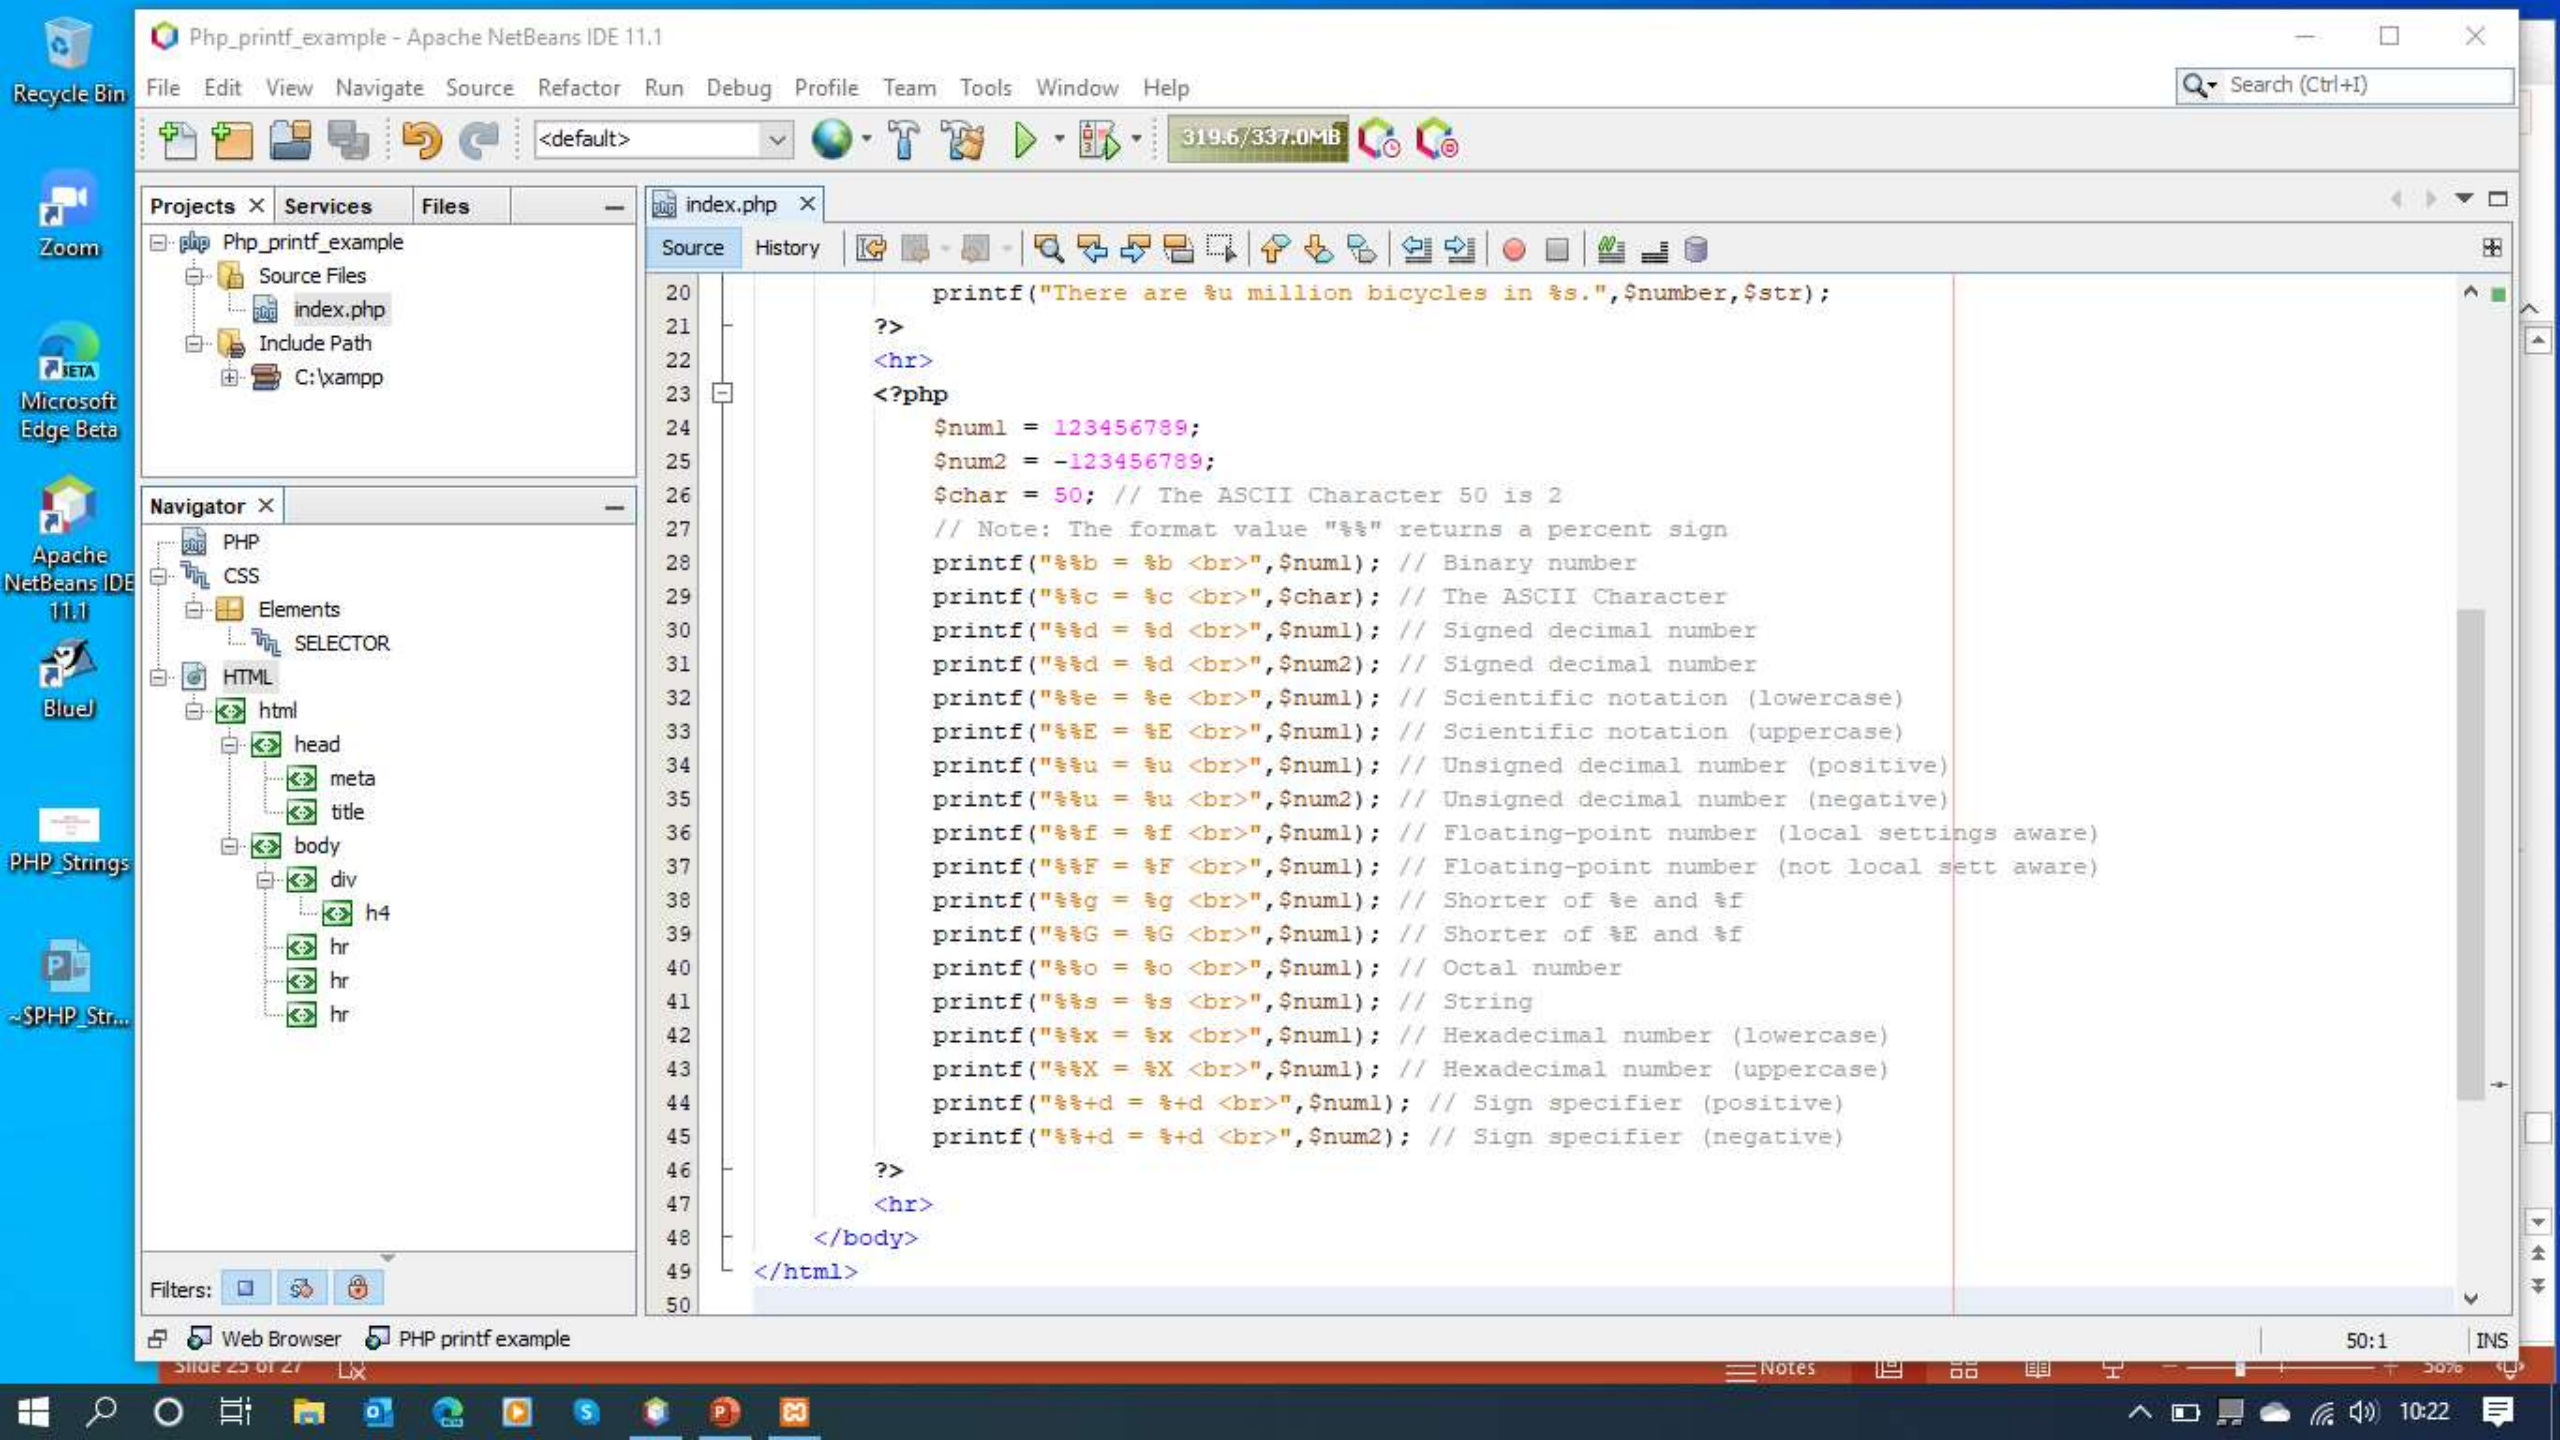 Recycle Bin
Zoom
BETA
Microsoft
Edge Beta
Apache
NetBeans IDE
11.1
BlueJ
PHP_Strings
~$PHP_Str...
Php_printf_example - Apache NetBeans IDE 11.1
File Edit View Navigate Source Refactor Run Debug Profile Team Tools Window Help
Search (Ctrl+I)
<default>
319.6/337.0MB
Projects Services Files
Php_printf_example
Source Files
index.php
Include Path
C:\xampp
Navigator
PHP
CSS
Elements
SELECTOR
HTML
html
head
meta
title
body
div
h4
hr
hr
hr
Filters:
index.php
Source History
20 printf("There are %u million bicycles in %s.",$number,$str);
21 ?>
22 <hr>
23 <?php
24 $num1 = 123456789;
25 $num2 = -123456789;
26 $char = 50; // The ASCII Character 50 is 2
27 // Note: The format value "%%" returns a percent sign
28 printf("%%b = %b <br>",$num1); // Binary number
29 printf("%%c = %c <br>",$char); // The ASCII Character
30 printf("%%d = %d <br>",$num1); // Signed decimal number
31 printf("%%d = %d <br>",$num2); // Signed decimal number
32 printf("%%e = %e <br>",$num1); // Scientific notation (lowercase)
33 printf("%%E = %E <br>",$num1); // Scientific notation (uppercase)
34 printf("%%u = %u <br>",$num1); // Unsigned decimal number (positive)
35 printf("%%u = %u <br>",$num2); // Unsigned decimal number (negative)
36 printf("%%f = %f <br>",$num1); // Floating-point number (local settings aware)
37 printf("%%F = %F <br>",$num1); // Floating-point number (not local sett aware)
38 printf("%%g = %g <br>",$num1); // Shorter of %e and %f
39 printf("%%G = %G <br>",$num1); // Shorter of %E and %f
40 printf("%%o = %o <br>",$num1); // Octal number
41 printf("%%s = %s <br>",$num1); // String
42 printf("%%x = %x <br>",$num1); // Hexadecimal number (lowercase)
43 printf("%%X = %X <br>",$num1); // Hexadecimal number (uppercase)
44 printf("%%+d = %+d <br>",$num1); // Sign specifier (positive)
45 printf("%%+d = %+d <br>",$num2); // Sign specifier (negative)
46 ?>
47 <hr>
48 </body>
49 </html>
50
Web Browser PHP printf example
50:1 INS
Slide 25 of 27
Notes
10:22